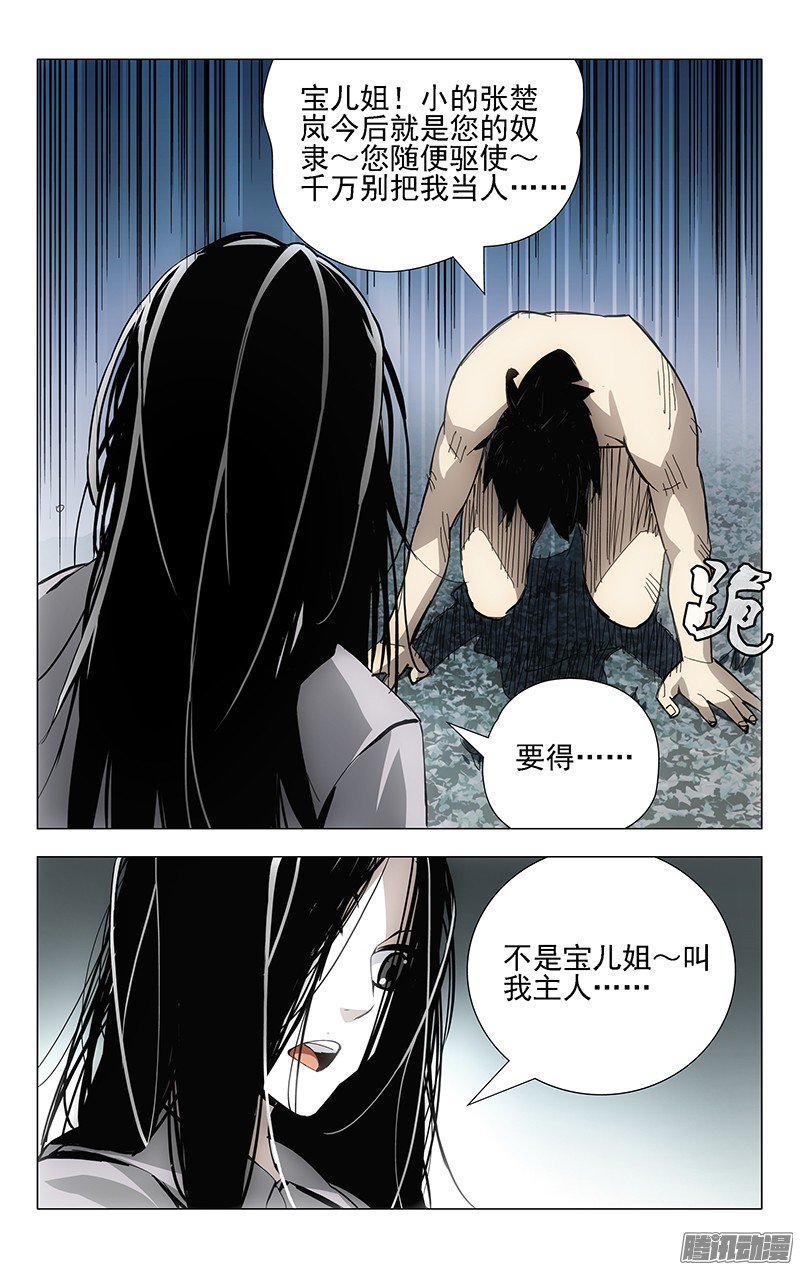 宝儿姐！小的张楚
岚今后就是您的奴
隶～您随便驱使～
千万别把我当人……
跪
要得……
不是宝儿姐～叫
我主人……
腾讯动漫